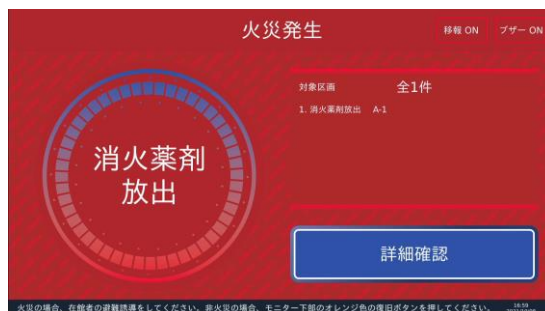 火災発生
移報 ON
ブザー ON
消火薬剤
放出
対象区画 全1件
1. 消火薬剤放出 A-1
詳細確認
火災の場合、在館者の避難誘導をしてください。非火災の場合、モニター下部のオレンジ色の復旧ボタンを押してください。
16:59